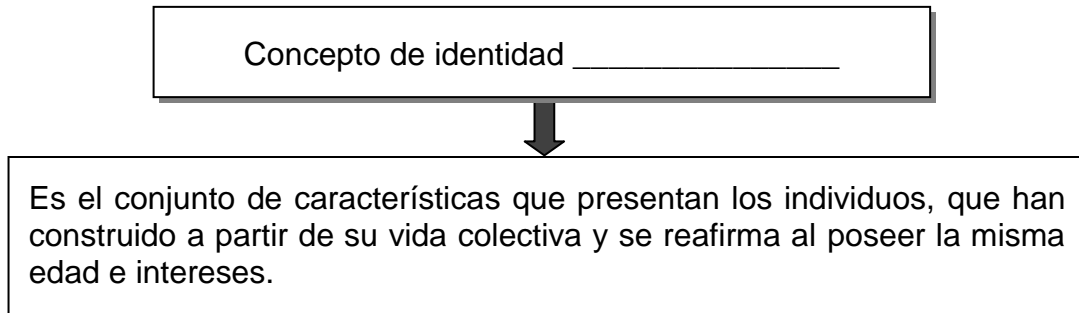 Concepto de identidad _______________
Es el conjunto de características que presentan los individuos, que han
construido a partir de su vida colectiva y se reafirma al poseer la misma
edad e intereses.